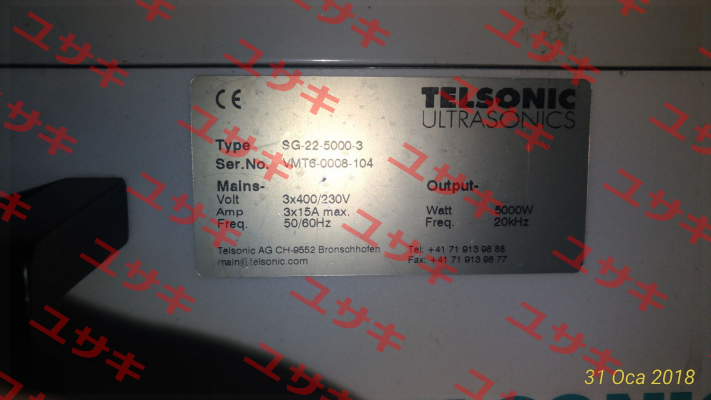 CE
TELSONIC
ULTRASONICS
Type SG-22-5000-3
Ser.No. VMT6-0008-104
Mains- Output-
Volt 3x400/230V
Amp 3x15A max. Watt 5000W
Freq. 50/60Hz Freq. 20kHz
Telsonic AG CH-9552 Bronschhofen Tel: +41 71 913 98 88
main@telsonic.com Fax: +41 71 913 98 77
31 Oca 2018
ユサキ